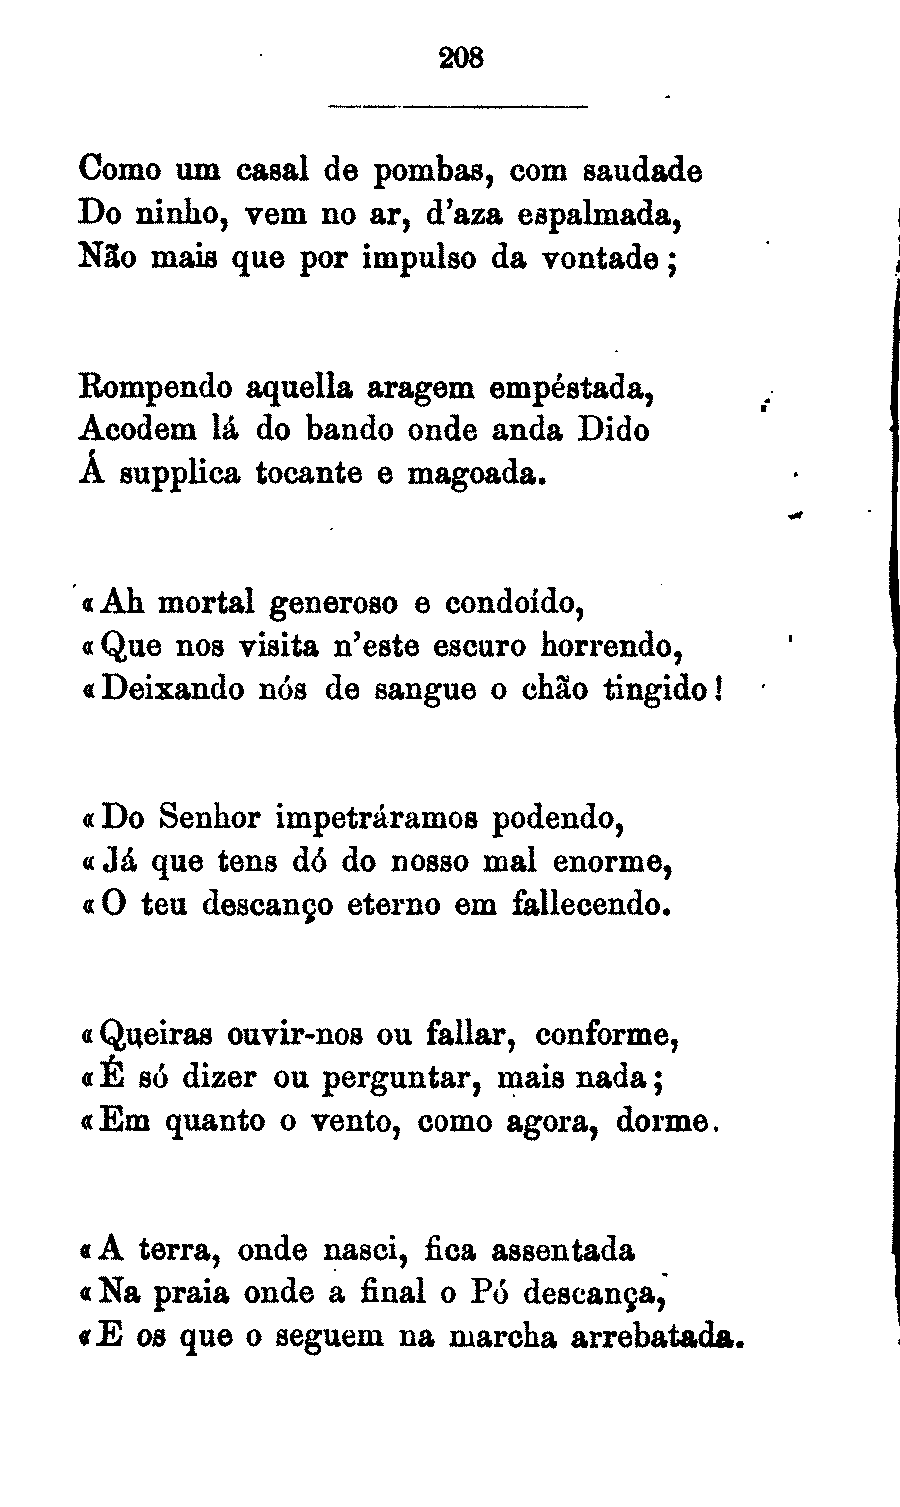 208
Como um casal de pombas, com saudade
Do ninho, vem no ar, d'aza espalmada,
Não mais que por impulso da vontade;
Rompendo aquella aragem empéstada,
Acodem lá do bando onde anda Dido
Á supplica tocante e magoada.
«Ah mortal generoso e condoído,
«Que nos visita n'este escuro horrendo,
«Deixando nós de sangue o chão tingido!
«Do Senhor impetráramos podendo,
«Já que tens dó do nosso mal enorme,
«O teu descanço eterno em fallecendo.
«Queiras ouvir-nos ou fallar, conforme,
«É só dizer ou perguntar, mais nada;
«Em quanto o vento, como agora, dorme.
«A terra, onde nasci, fica assentada
«Na praia onde a final o Pó descança,
«E os que o seguem na marcha arrebatada.